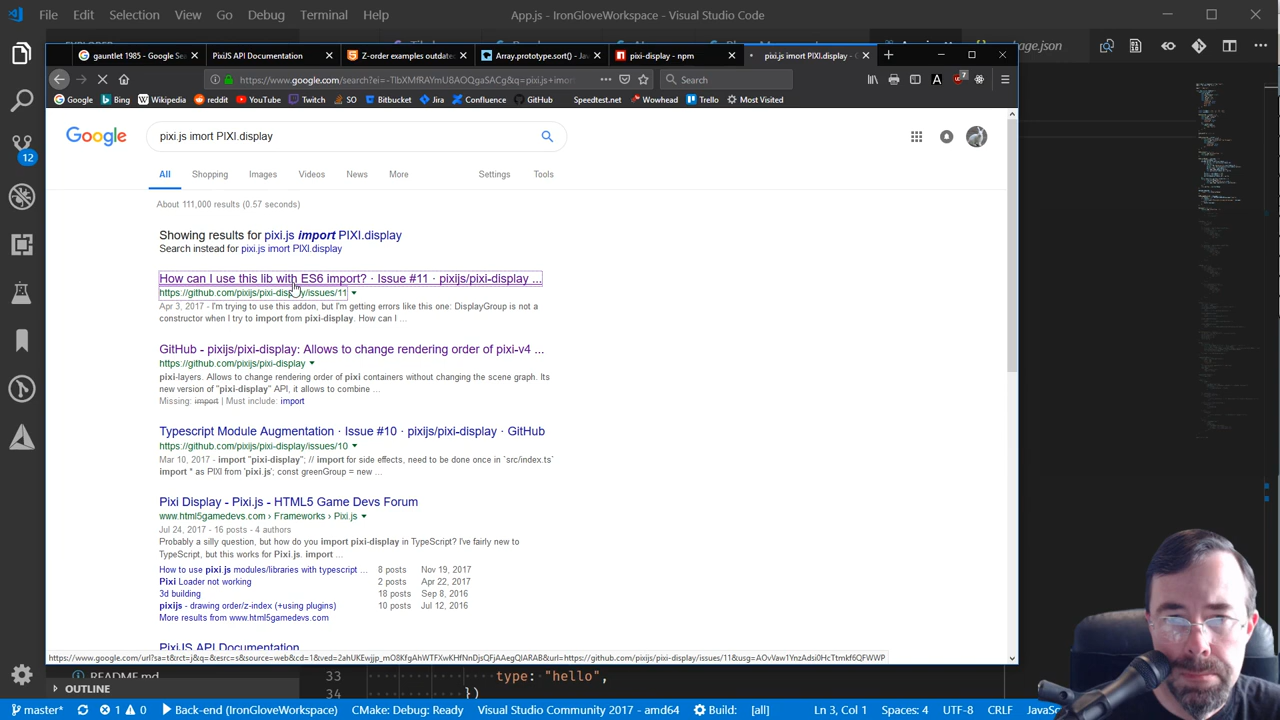 File Edit Selection View Go Debug Terminal Help App.js - IronGloveWorkspace - Visual Studio Code
gauntlet 1985 - Google Se
PixiJS API Documentation
Z-order examples outdate
Array.prototype.sort() - Ja
pixi-display - npm
pixi.js imort PIXI.display - G
https://www.google.com/search?ei=-TlbXMfRAYmU8AOQgaSACg&q=pixi.js+imor
Search
Google Bing Wikipedia reddit YouTube Twitch SO Bitbucket Jira Confluence GitHub Speedtest.net Wowhead Trello Most Visited
Google
pixi.js imort PIXI.display
All Shopping Images Videos News More Settings Tools
About 111,000 results (0.57 seconds)
Showing results for pixi.js import PIXI.display
Search instead for pixi.js imort PIXI.display
How can I use this lib with ES6 import? · Issue #11 · pixijs/pixi-display ...
https://github.com/pixijs/pixi-display/issues/11
Apr 3, 2017 - I'm trying to use this addon, but I'm getting errors like this one: DisplayGroup is not a
constructor when I try to import from pixi-display. How can I ...
GitHub - pixijs/pixi-display: Allows to change rendering order of pixi-v4 ...
https://github.com/pixijs/pixi-display
pixi-layers. Allows to change rendering order of pixi containers without changing the scene graph. Its
new version of "pixi-display" API, it allows to combine ...
Missing: import | Must include: import
Typescript Module Augmentation · Issue #10 · pixijs/pixi-display · GitHub
https://github.com/pixijs/pixi-display/issues/10
Mar 10, 2017 - import "pixi-display"; // import for side effects, need to be done once in `src/index.ts`
import * as PIXI from 'pixi.js'; const greenGroup = new ...
Pixi Display - Pixi.js - HTML5 Game Devs Forum
www.html5gamedevs.com › Frameworks › Pixi.js
Jul 24, 2017 - 16 posts - 4 authors
Probably a silly question, but how do you import pixi-display in TypeScript? I've fairly new to
TypeScript, but this works for Pixi.js. import ...
How to use pixi.js modules/libraries with typescript ... 8 posts Nov 19, 2017
Pixi Loader not working 2 posts Apr 22, 2017
3d building 18 posts Sep 8, 2016
pixijs - drawing order/z-index (+using plugins) 10 posts Jul 12, 2016
More results from www.html5gamedevs.com
PixiJS API Documentation
12
7
README.md
OUTLINE
33 type: "hello",
34 })
master* 1 0 Back-end (IronGloveWorkspace) CMake: Debug: Ready Visual Studio Community 2017 - amd64 Build: [all] Ln 3, Col 1 Spaces: 4 UTF-8 CRLF